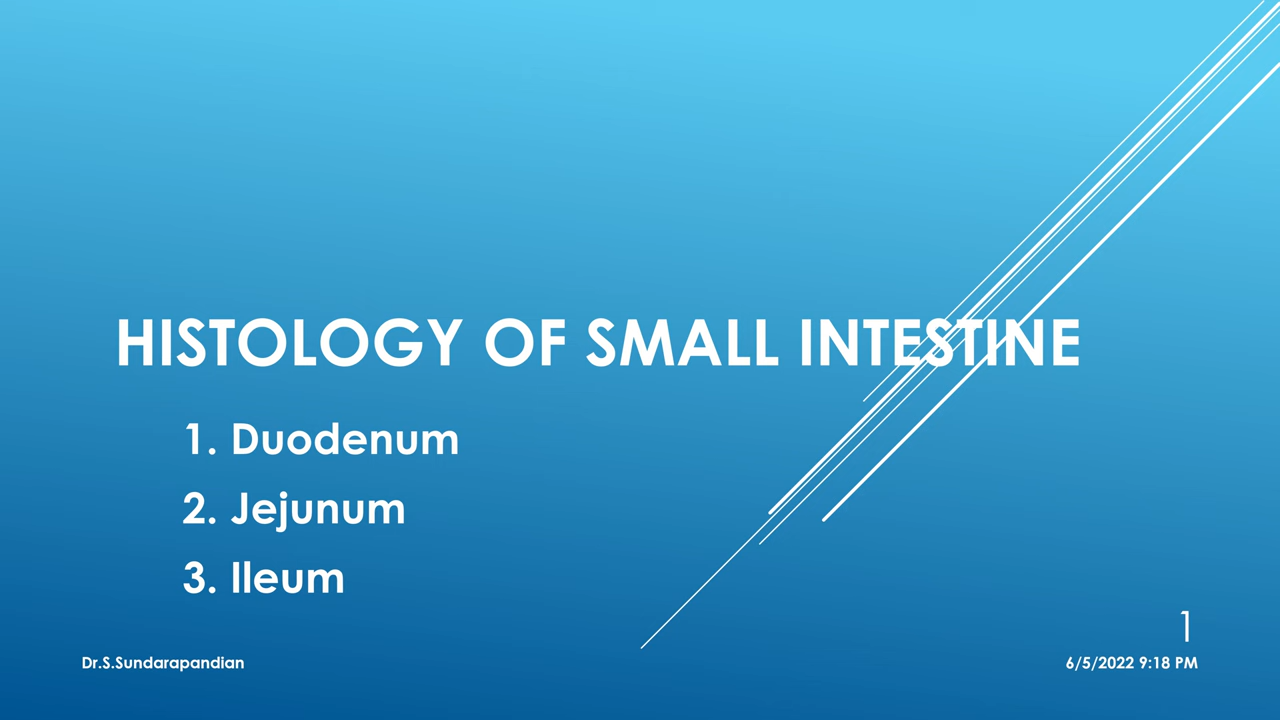 HISTOLOGY OF SMALL INTESTINE
1. Duodenum
2. Jejunum
3. Ileum
1
Dr.S.Sundarapandian
6/5/2022 9:18 PM